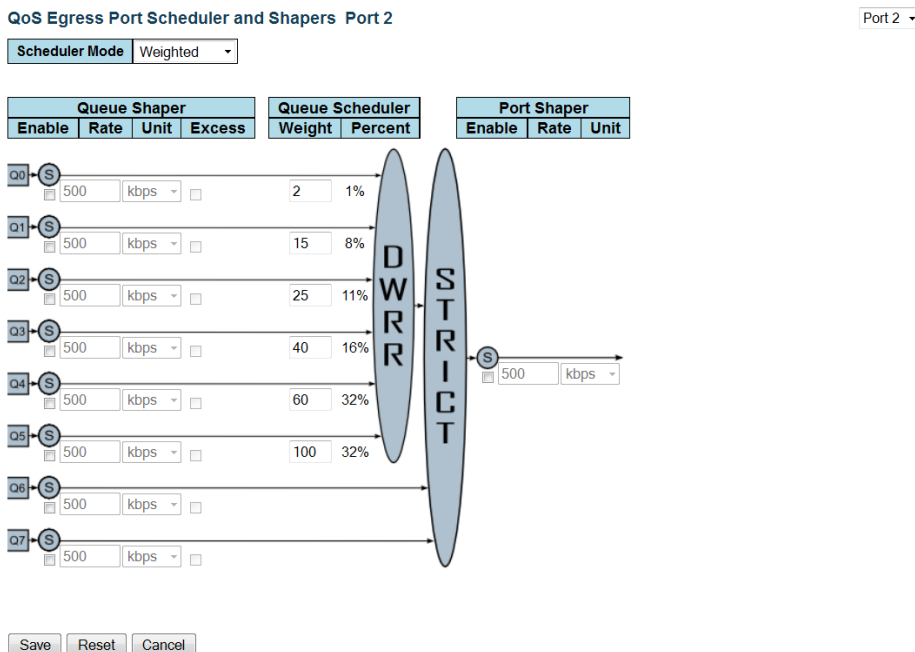 QoS Egress Port Scheduler and Shapers Port 2
Port 2
Scheduler Mode Weighted
Queue Shaper Queue Scheduler Port Shaper
Enable Rate Unit Excess Weight Percent Enable Rate Unit
Q0 S
500 kbps 2 1%
Q1 S
500 kbps 15 8%
Q2 S
500 kbps 25 11%
Q3 S
500 kbps 40 16%
Q4 S
500 kbps 60 32%
Q5 S
500 kbps 100 32%
Q6 S
500 kbps
Q7 S
500 kbps
DWRR
STRICT
S
500 kbps
Save Reset Cancel